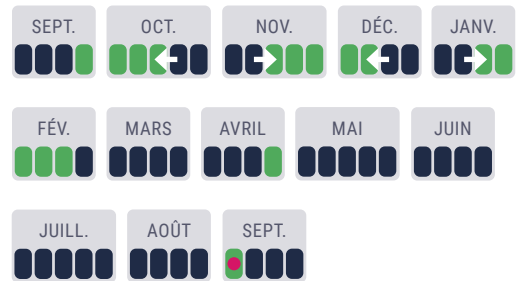 SEPT. OCT. NOV. DÉC. JANV.
FÉV. MARS AVRIL MAI JUIN
JUILL. AOÛT SEPT.